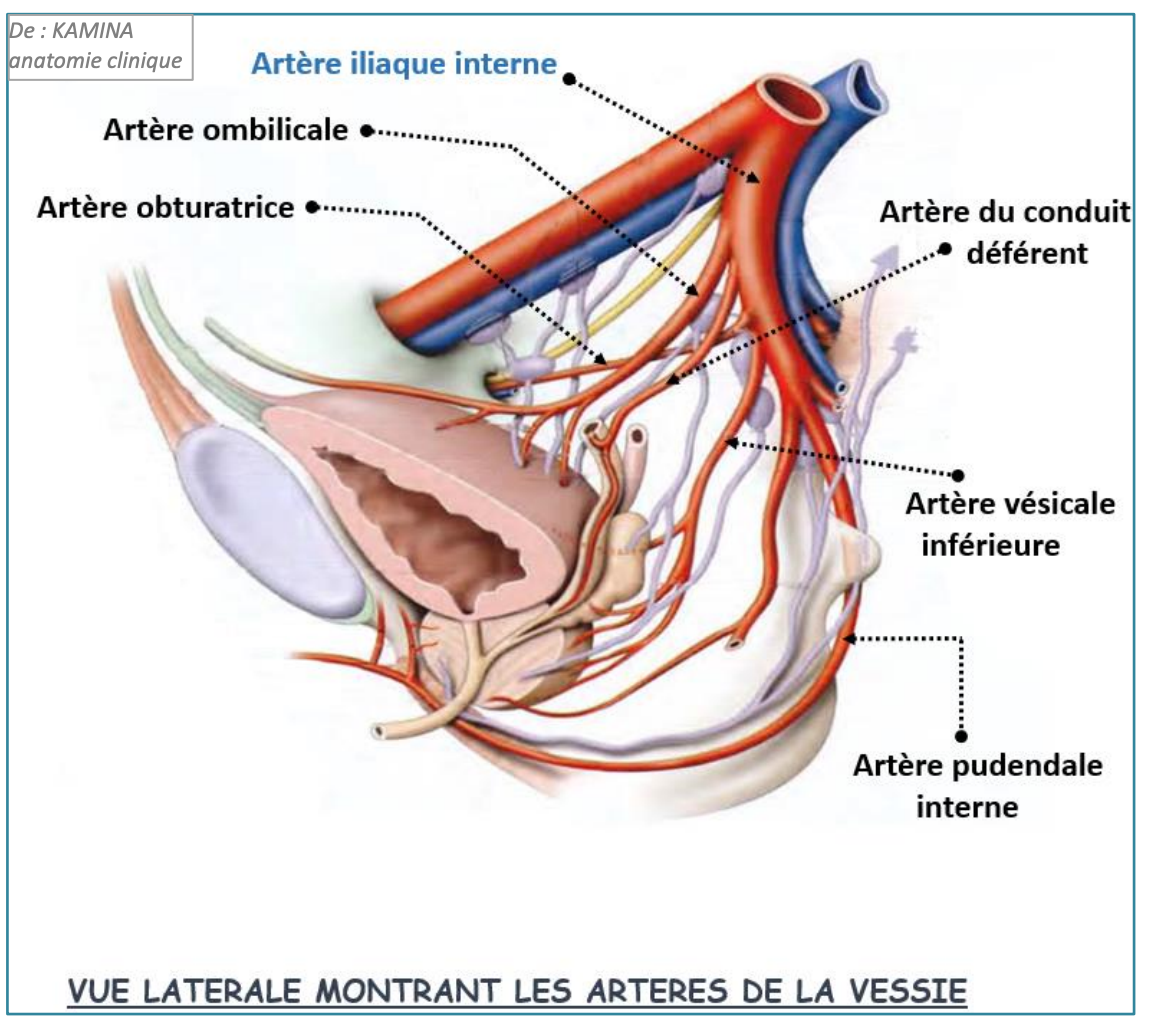 De : KAMINA
anatomie clinique
Artère iliaque interne
Artère ombilicale
Artère obturatrice
Artère du conduit
déférent
Artère vésicale
inférieure
Artère pudendale
interne
VUE LATERALE MONTRANT LES ARTERES DE LA VESSIE